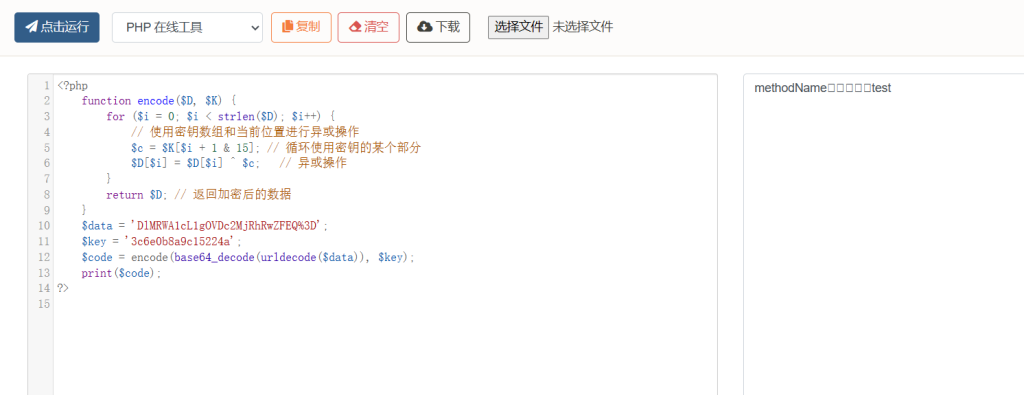 点击运行 PHP 在线工具 复制 清空 下载 选择文件 未选择文件
1 <?php
2 function encode($D, $K) {
3 for ($i = 0; $i < strlen($D); $i++) {
4 // 使用密钥数组和当前位置进行异或操作
5 $c = $K[$i + 1 & 15]; // 循环使用密钥的某个部分
6 $D[$i] = $D[$i] ^ $c; // 异或操作
7 }
8 return $D; // 返回加密后的数据
9 }
10 $data = 'DlMRWA1cL1gOVDc2MjRhRwZFEQ%3D';
11 $key = '3c6e0b8a9c15224a';
12 $code = encode(base64_decode(urldecode($data)), $key);
13 print($code);
14 ?>
15
methodName□□□□□test